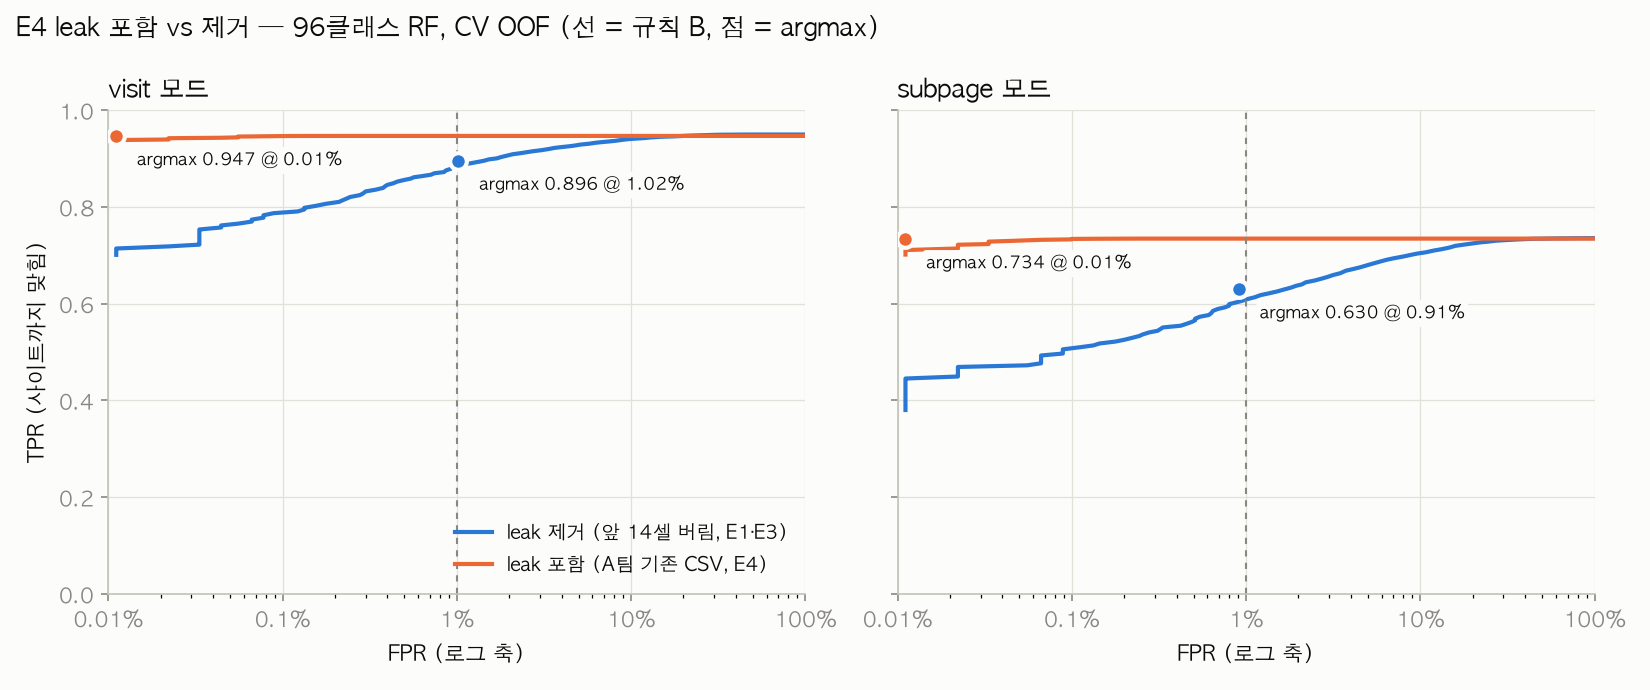 E4 leak 포함 vs 제거 — 96클래스 RF, CV OOF (선 = 규칙 B, 점 = argmax)
visit 모드
TPR (사이트까지 맞힘)
1.0
0.8
0.6
0.4
0.2
0.0
argmax 0.947 @ 0.01%
argmax 0.896 @ 1.02%
leak 제거 (앞 14셀 버림, E1·E3)
leak 포함 (A팀 기존 CSV, E4)
0.01%
0.1%
1%
10%
100%
FPR (로그 축)
subpage 모드
argmax 0.734 @ 0.01%
argmax 0.630 @ 0.91%
0.01%
0.1%
1%
10%
100%
FPR (로그 축)